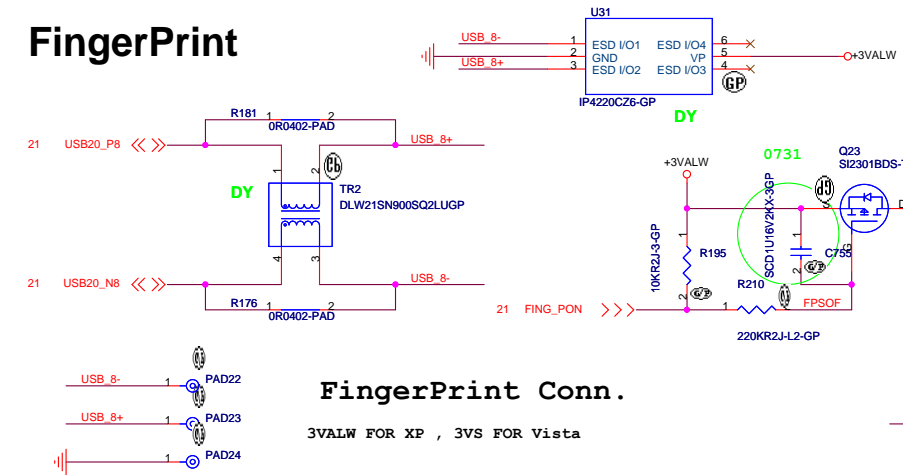 FingerPrint
U31
USB_8- 1 ESD I/O1 ESD I/O4 6
2 GND VP 5 +3VALW
USB_8+ 3 ESD I/O2 ESD I/O3 4
GP
IP4220CZ6-GP
DY
R181
1 2
0R0402-PAD
21 USB20_P8 USB_8+
1 2
DY
TR2
DLW21SN900SQ2LUGP
4 3
21 USB20_N8 USB_8-
R176
1 2
0R0402-PAD
+3VALW
0731
Q23
SI2301BDS-T
SCD1U16V2KX-3GP
S
D
G
10KR2J-3-GP
1
R195
2
1
C755
2
R210
21 FING_PON 1 FPSOF
220KR2J-L2-GP
USB_8- 1 PAD22
USB_8+ 1 PAD23
1 PAD24
FingerPrint Conn.
3VALW FOR XP , 3VS FOR Vista